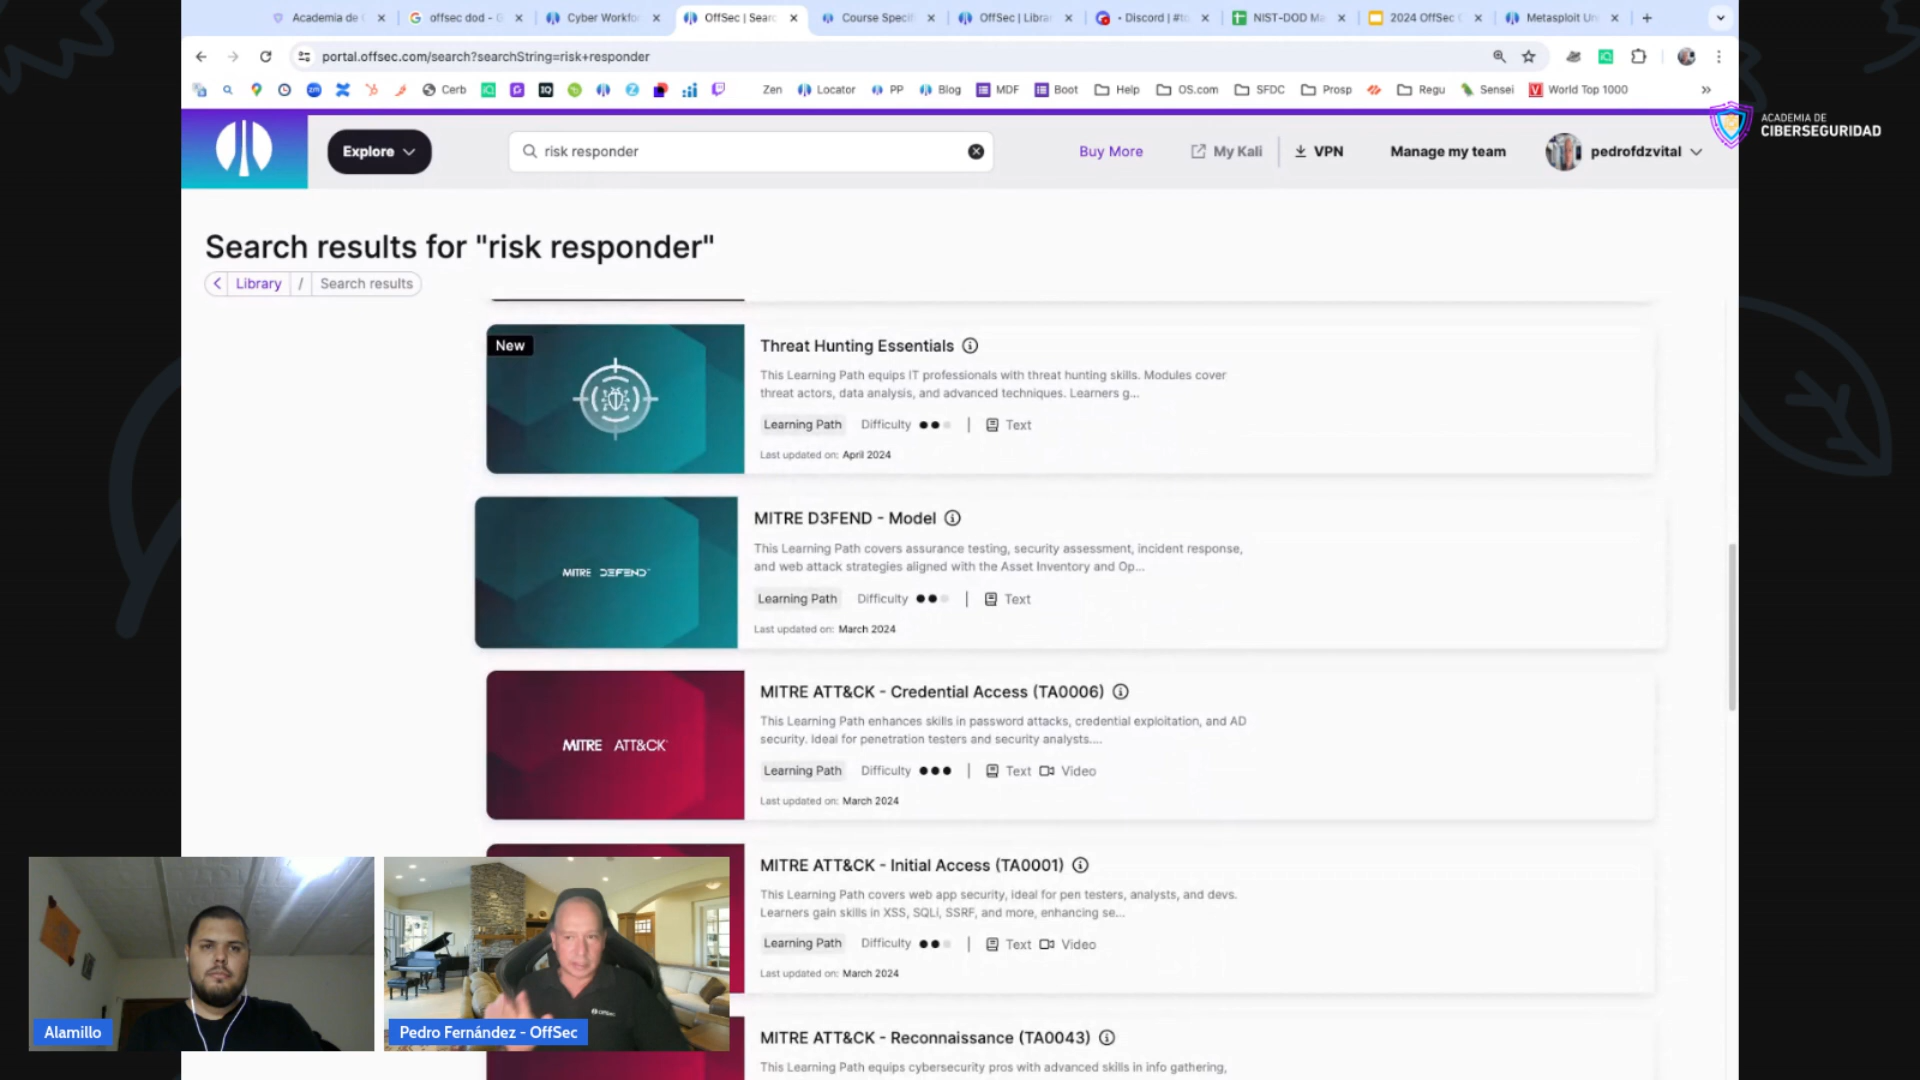 Academia de C
offsec dod - G
Cyber Workfo
OffSec | Searc
Course Specif
OffSec | Librar
• Discord | #to
NIST-DOD Ma
2024 OffSec C
Metasploit Un
portal.offsec.com/search?searchString=risk+responder
Cerb
Zen
Locator
PP
Blog
MDF
Boot
Help
OS.com
SFDC
Prosp
Regu
Sensei
World Top 1000
ACADEMIA DE
CIBERSEGURIDAD
Explore
risk responder
Buy More
My Kali
VPN
Manage my team
pedrofdzvital
Search results for "risk responder"
Library / Search results
New
Threat Hunting Essentials
This Learning Path equips IT professionals with threat hunting skills. Modules cover
threat actors, data analysis, and advanced techniques. Learners g...
Learning Path Difficulty | Text
Last updated on: April 2024
MITRE D3FEND
MITRE D3FEND - Model
This Learning Path covers assurance testing, security assessment, incident response,
and web attack strategies aligned with the Asset Inventory and Op...
Learning Path Difficulty | Text
Last updated on: March 2024
MITRE ATT&CK
MITRE ATT&CK - Credential Access (TA0006)
This Learning Path enhances skills in password attacks, credential exploitation, and AD
security. Ideal for penetration testers and security analysts....
Learning Path Difficulty | Text Video
Last updated on: March 2024
MITRE ATT&CK - Initial Access (TA0001)
This Learning Path covers web app security, ideal for pen testers, analysts, and devs.
Learners gain skills in XSS, SQLi, SSRF, and more, enhancing se...
Learning Path Difficulty | Text Video
Last updated on: March 2024
MITRE ATT&CK - Reconnaissance (TA0043)
This Learning Path equips cybersecurity pros with advanced skills in info gathering,
Alamillo
Pedro Fernández - OffSec